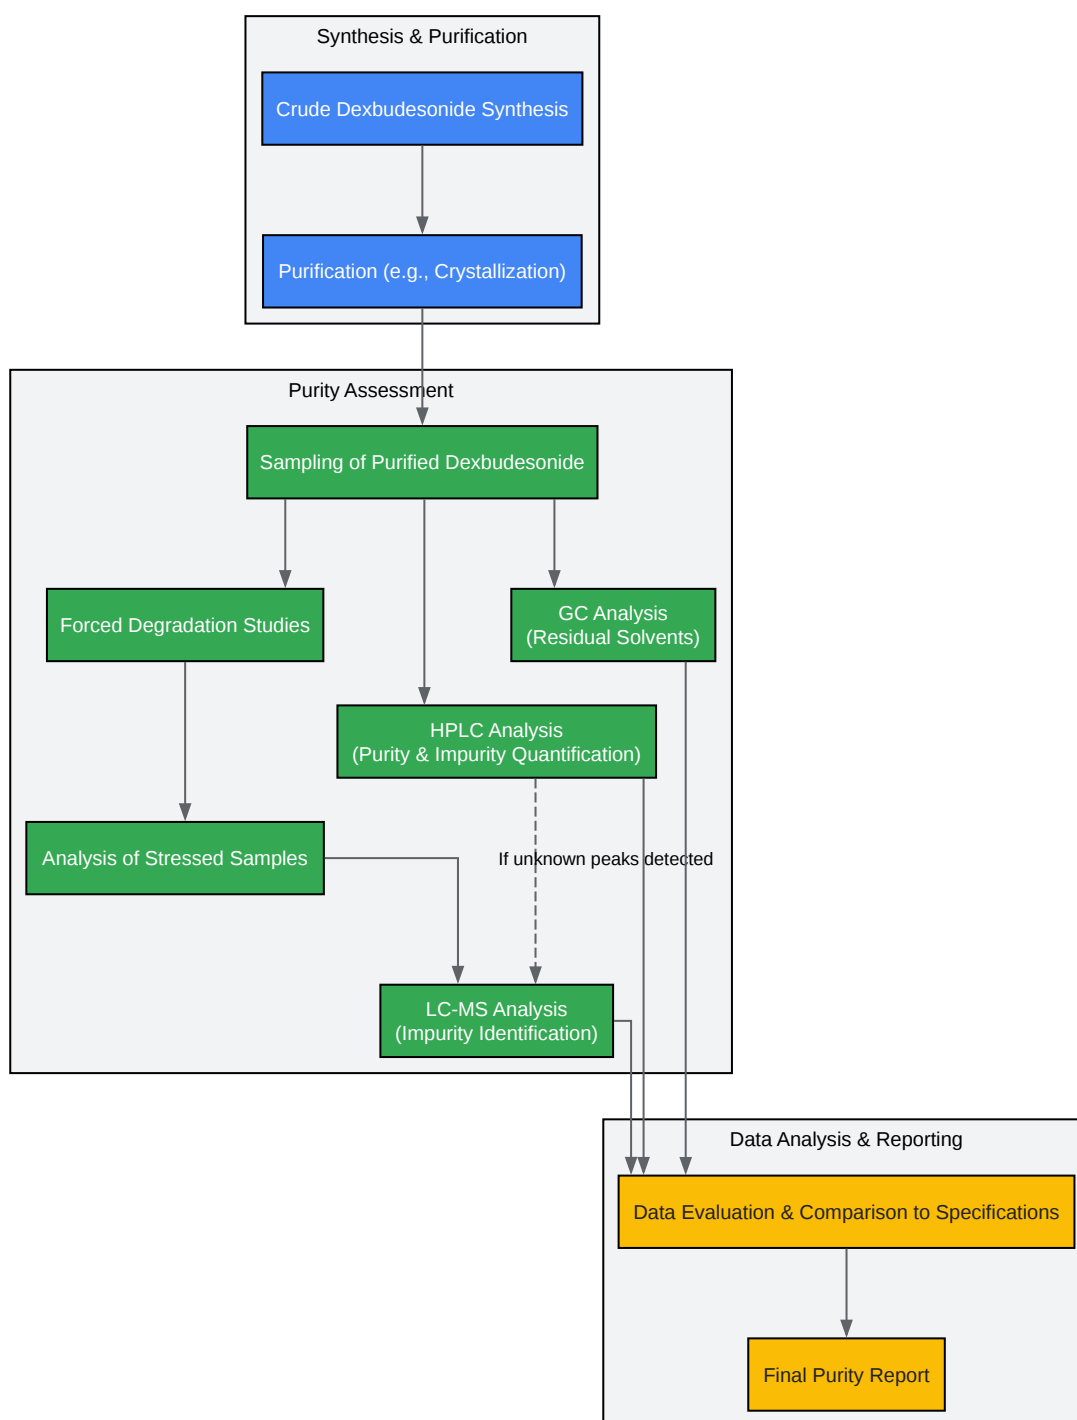 Synthesis & Purification
Crude Dexbudesonide Synthesis
Purification (e.g., Crystallization)
Purity Assessment
Sampling of Purified Dexbudesonide
Forced Degradation Studies
GC Analysis
(Residual Solvents)
HPLC Analysis
(Purity & Impurity Quantification)
Analysis of Stressed Samples
If unknown peaks detected
LC-MS Analysis
(Impurity Identification)
Data Analysis & Reporting
Data Evaluation & Comparison to Specifications
Final Purity Report